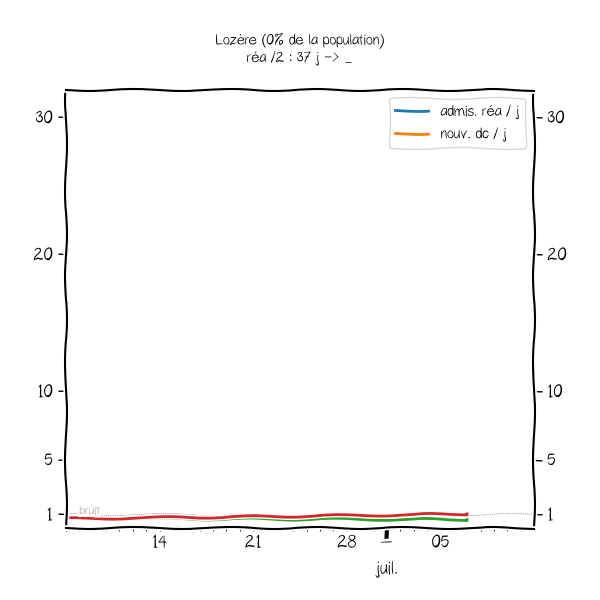 Lozère (0% de la population)
réa /2 : 37 j -> _
admis. réa / j
nouv. dc / j
30 30
20 20
10 10
5 5
1 bruit 1
14 21 28 1 05
juil.